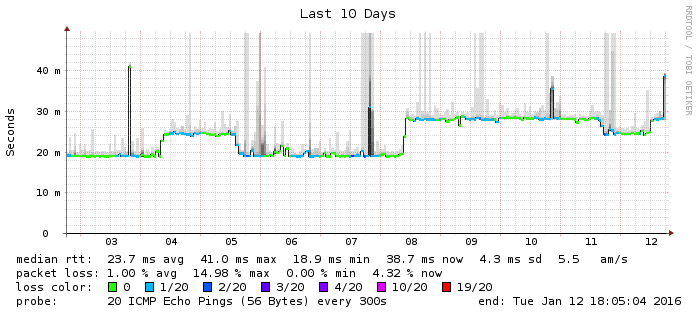 Last 10 Days
RRDTOOL / TOBI OETIKER
Seconds
40 m
30 m
20 m
10 m
0
03 04 05 06 07 08 09 10 11 12
median rtt: 23.7 ms avg 41.0 ms max 18.9 ms min 38.7 ms now 4.3 ms sd 5.5 am/s
packet loss: 1.00 % avg 14.98 % max 0.00 % min 4.32 % now
loss color: 0 1/20 2/20 3/20 4/20 10/20 19/20
probe: 20 ICMP Echo Pings (56 Bytes) every 300s end: Tue Jan 12 18:05:04 2016